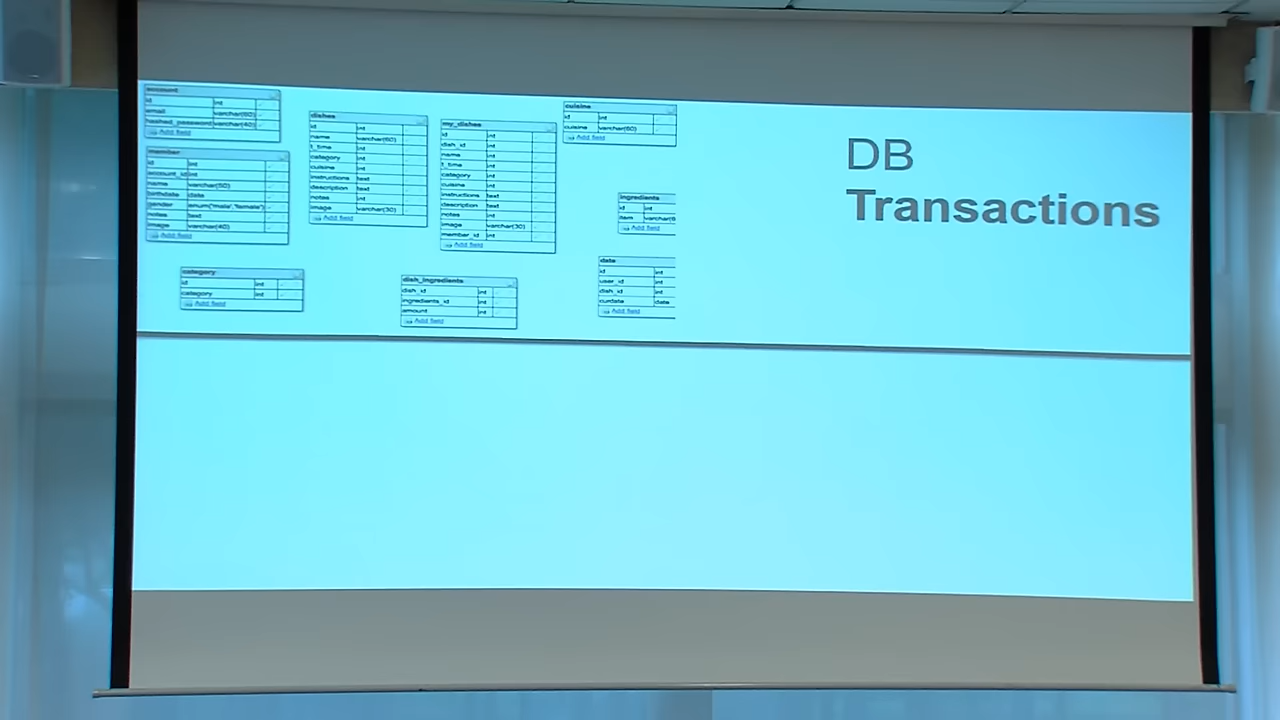 account
id int
email varchar(60)
hashed_password varchar(40)
Add field
member
id int
account_id int
name varchar(50)
birthdate date
gender enum('male','female')
notes text
image varchar(40)
Add field
category
id int
category int
Add field
dishes
id int
name varchar(60)
t_time int
category int
cuisine int
instructions text
description text
notes int
image varchar(30)
Add field
my_dishes
id int
dish_id int
name int
t_time int
category int
cuisine int
instructions text
description text
notes int
image varchar(30)
member_id int
Add field
dish_ingredients
dish_id int
ingredients_id int
amount int
Add field
cuisine
id int
cuisine varchar(60)
Add field
ingredients
id int
item varchar(6
Add field
date
id int
user_id int
dish_id int
curdate date
Add field
DB
Transactions